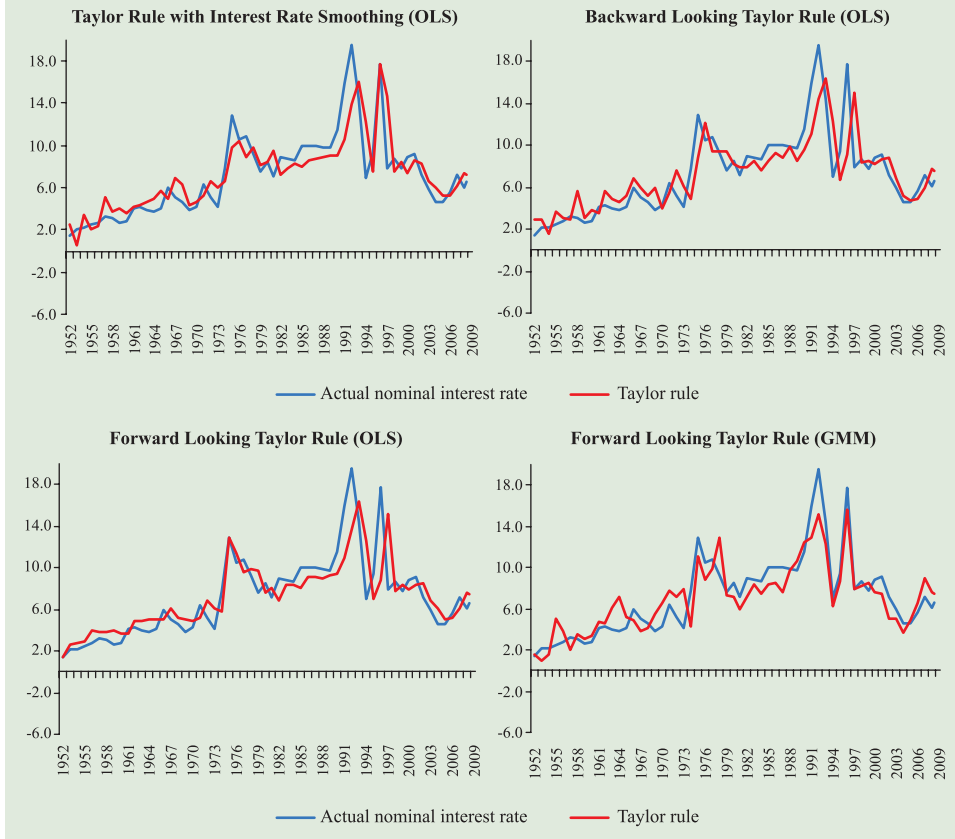 Taylor Rule with Interest Rate Smoothing (OLS)
18.0
14.0
10.0
6.0
2.0
-2.0
-6.0
1952 1955 1958 1961 1964 1967 1970 1973 1976 1979 1982 1985 1988 1991 1994 1997 2000 2003 2006 2009
Backward Looking Taylor Rule (OLS)
18.0
14.0
10.0
6.0
2.0
-2.0
-6.0
1952 1955 1958 1961 1964 1967 1970 1973 1976 1979 1982 1985 1988 1991 1994 1997 2000 2003 2006 2009
Actual nominal interest rate Taylor rule
Forward Looking Taylor Rule (OLS)
18.0
14.0
10.0
6.0
2.0
-2.0
-6.0
1952 1955 1958 1961 1964 1967 1970 1973 1976 1979 1982 1985 1988 1991 1994 1997 2000 2003 2006 2009
Forward Looking Taylor Rule (GMM)
18.0
14.0
10.0
6.0
2.0
-2.0
-6.0
1952 1955 1958 1961 1964 1967 1970 1973 1976 1979 1982 1985 1988 1991 1994 1997 2000 2003 2006 2009
Actual nominal interest rate Taylor rule